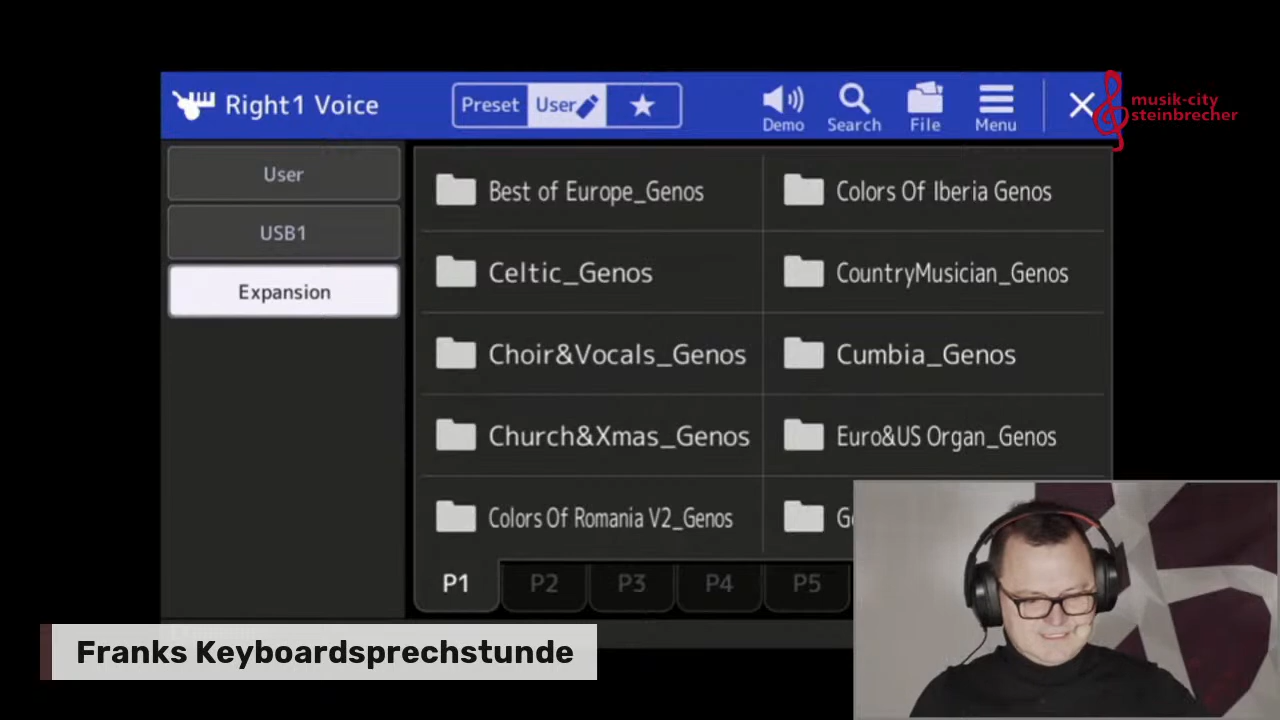 Right1 Voice
Preset
User
Demo
Search
File
Menu
musik-city
steinbrecher
User
USB1
Expansion
Best of Europe_Genos
Colors Of Iberia Genos
Celtic_Genos
CountryMusician_Genos
Choir&Vocals_Genos
Cumbia_Genos
Church&Xmas_Genos
Euro&US Organ_Genos
Colors Of Romania V2_Genos
P1
P2
P3
P4
P5
Franks Keyboardsprechstunde